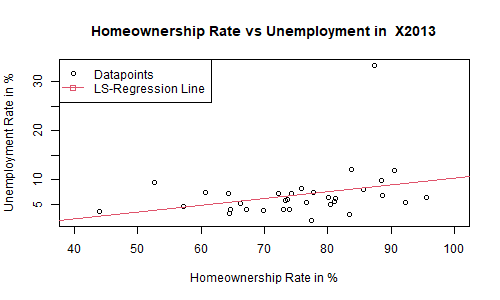 Homeownership Rate vs Unemployment in  X2013
Datapoints
LS-Regression Line
Unemployment Rate in %
30
20
10
5
40 50 60 70 80 90 100
Homeownership Rate in %